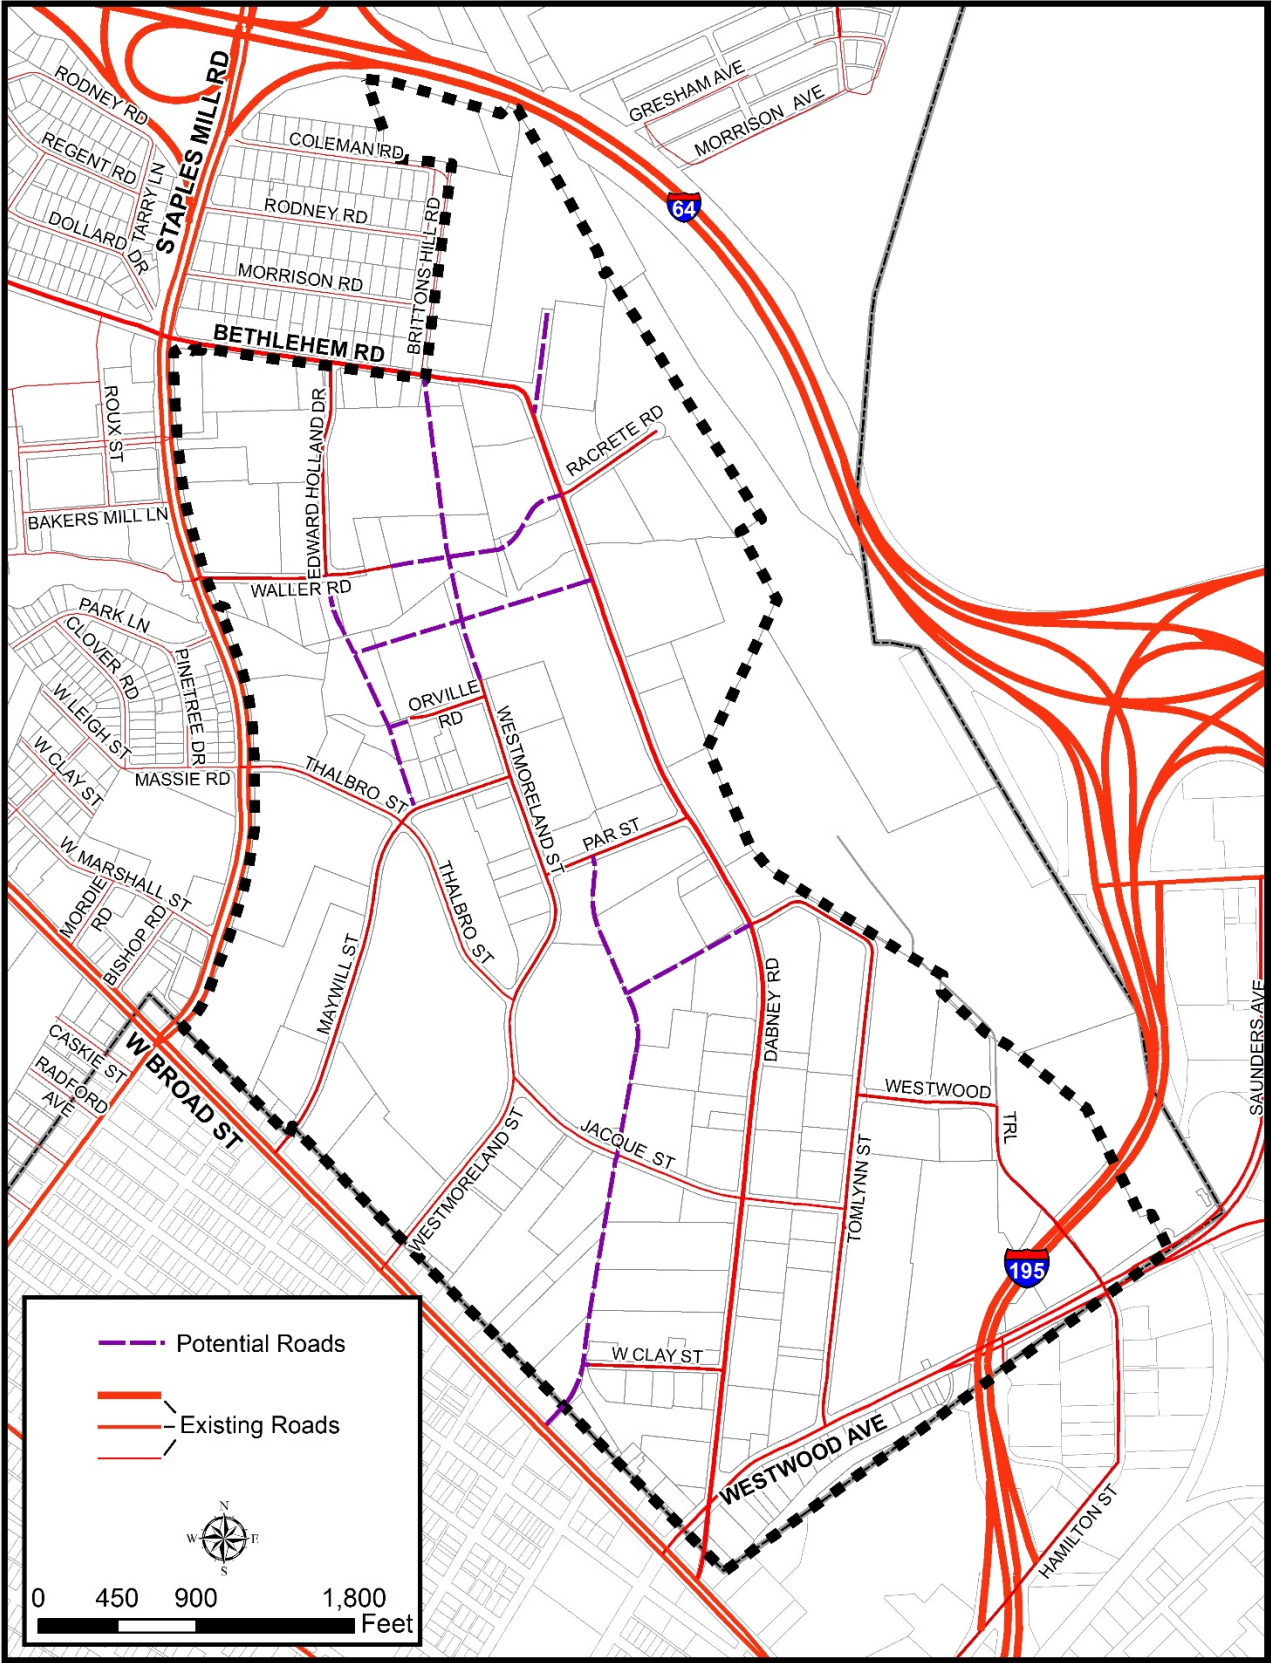 GRESHAM AVE
MORRISON AVE
RODNEY RD
STAPLES MILL RD
COLEMAN RD
REGENT RD
TARRY LN
64
RODNEY RD
DOLLARD DR
BRITTONS HILL RD
MORRISON RD
BETHLEHEM RD
ROUX ST
EDWARD HOLLAND DR
RACRETE RD
BAKERS MILL LN
WALLER RD
PARK LN
CLOVER RD
PINETREE DR
W LEIGH ST
ORVILLE
RD
WESTMORELAND ST
W CLAY ST
MASSIE RD
THALBRO ST
PAR ST
W MARSHALL ST
MORDIE
RD
BISHOP RD
THALBRO ST
MAYWILL ST
DABNEY RD
SAUNDERS AVE
CASKIE ST
RADFORD
AVE
W BROAD ST
WESTWOOD
TRL
JACQUE ST
WESTMORELAND ST
TOMLYNN ST
195
W CLAY ST
WESTWOOD AVE
HAMILTON ST
Potential Roads
Existing Roads
N
W E
S
0 450 900 1,800
Feet